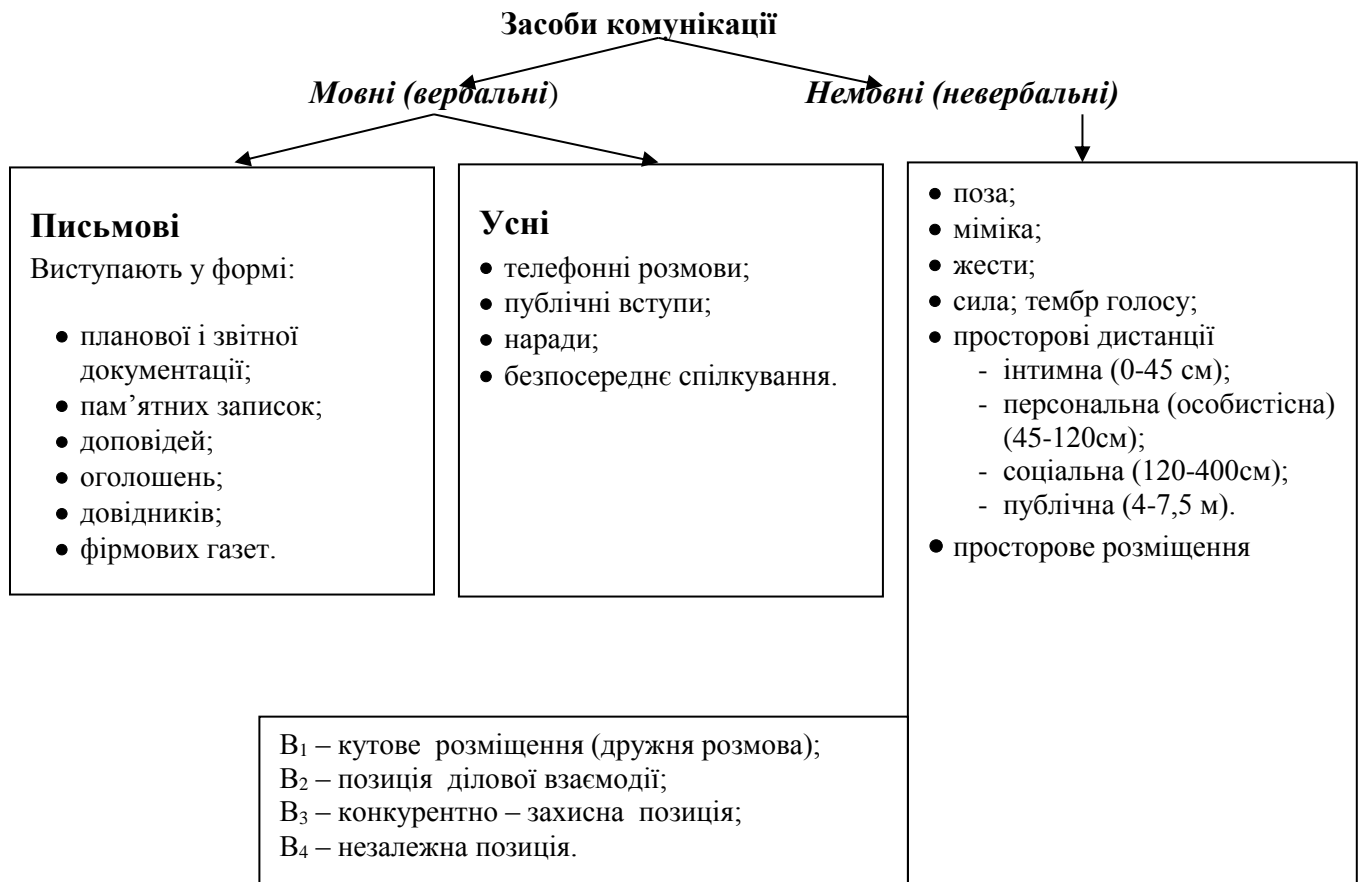 Засоби комунікації
Мовні (вербальні)
Немовні (невербальні)
Письмові
Виступають у формі:
● планової і звітної
документації;
● пам’ятних записок;
● доповідей;
● оголошень;
● довідників;
● фірмових газет.
Усні
● телефонні розмови;
● публічні вступи;
● наради;
● безпосереднє спілкування.
● поза;
● міміка;
● жести;
● сила; тембр голосу;
● просторові дистанції
- інтимна (0-45 см);
- персональна (особистісна)
(45-120см);
- соціальна (120-400см);
- публічна (4-7,5 м).
● просторове розміщення
В₁ – кутове розміщення (дружня розмова);
В₂ – позиція ділової взаємодії;
В₃ – конкурентно – захисна позиція;
В₄ – незалежна позиція.